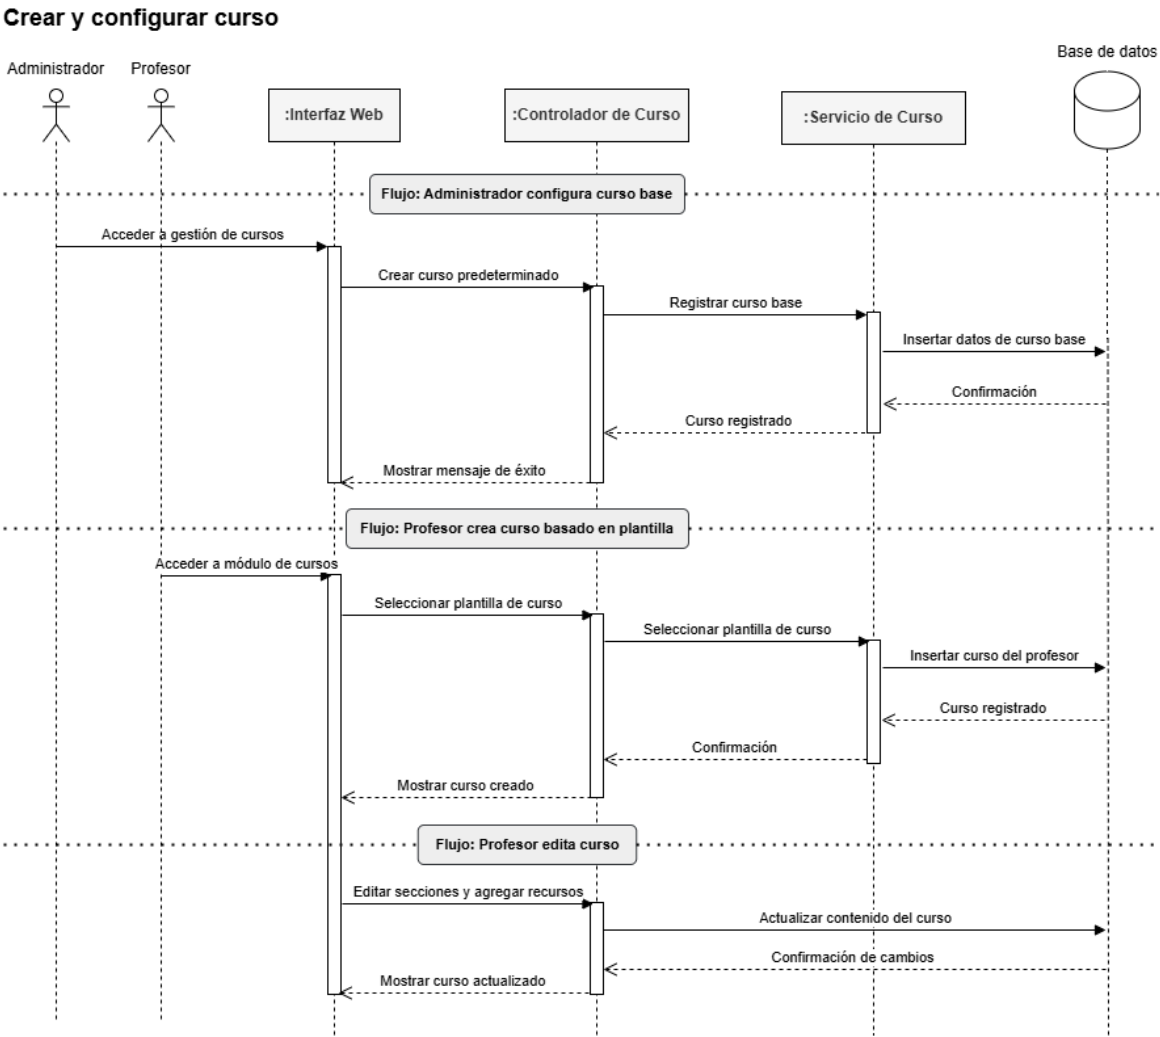 Crear y configurar curso
Base de datos
Administrador
Profesor
:Interfaz Web
:Controlador de Curso
:Servicio de Curso
Flujo: Administrador configura curso base
Acceder a gestión de cursos
Crear curso predeterminado
Registrar curso base
Insertar datos de curso base
Confirmación
Curso registrado
Mostrar mensaje de éxito
Flujo: Profesor crea curso basado en plantilla
Acceder a módulo de cursos
Seleccionar plantilla de curso
Seleccionar plantilla de curso
Insertar curso del profesor
Curso registrado
Confirmación
Mostrar curso creado
Flujo: Profesor edita curso
Editar secciones y agregar recursos
Actualizar contenido del curso
Confirmación de cambios
Mostrar curso actualizado